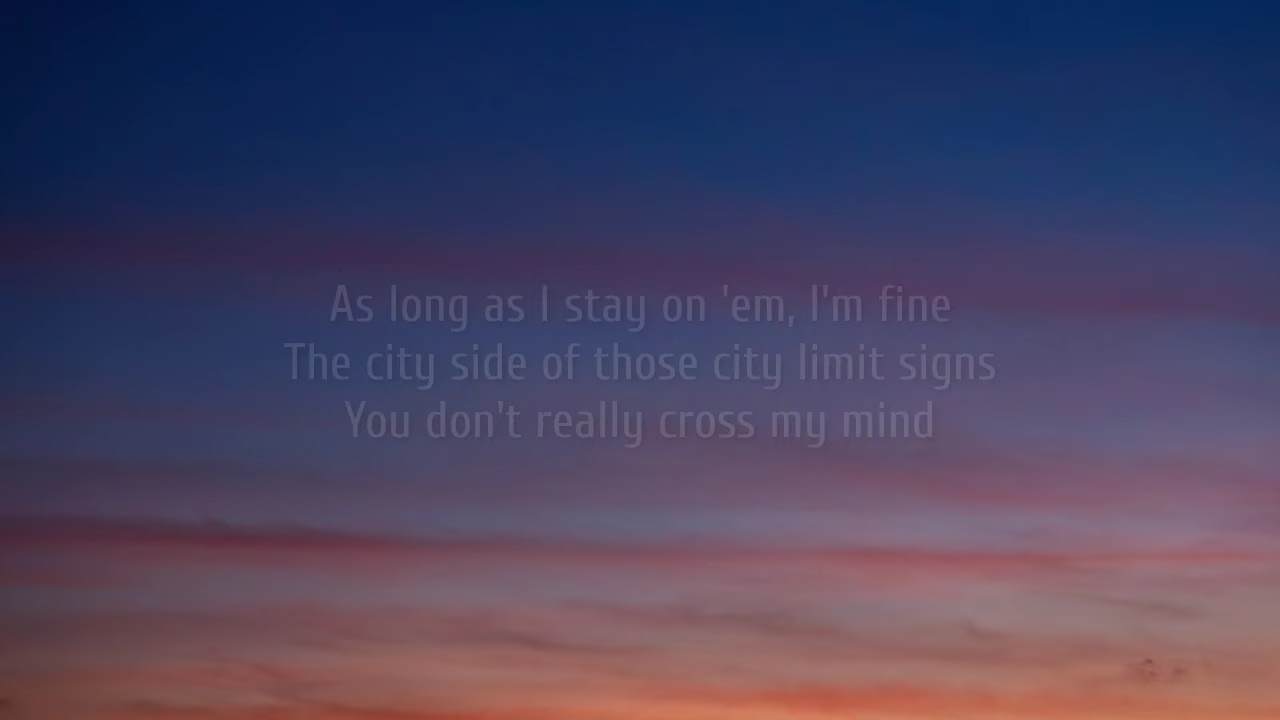 As long as I stay on 'em, I'm fine
The city side of those city limit signs
You don't really cross my mind